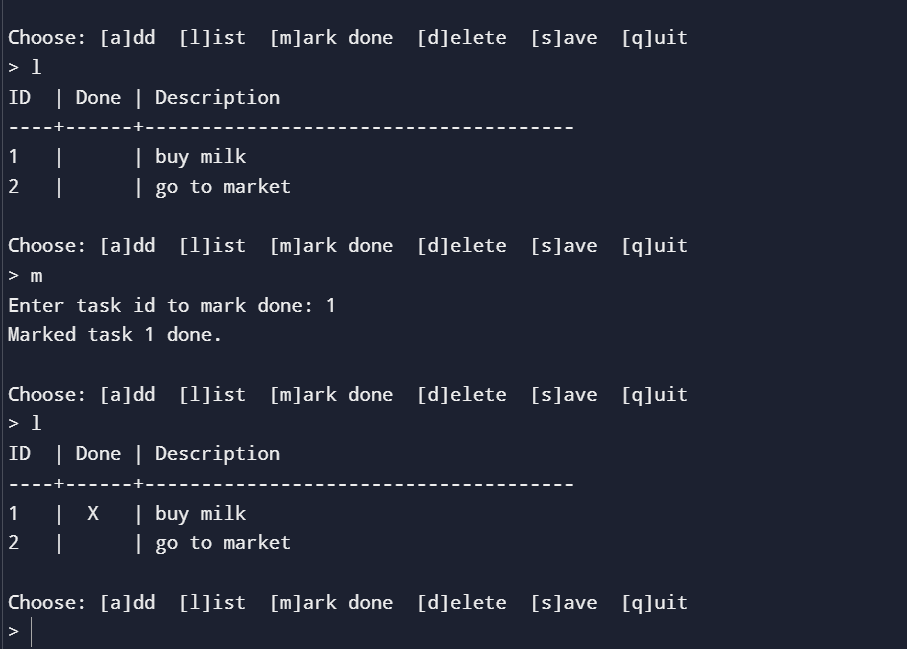 Choose: [a]dd  [l]ist  [m]ark done  [d]elete  [s]ave  [q]uit
> l
ID  | Done | Description
----+------+--------------------------------------
1   |      | buy milk
2   |      | go to market
Choose: [a]dd  [l]ist  [m]ark done  [d]elete  [s]ave  [q]uit
> m
Enter task id to mark done: 1
Marked task 1 done.
Choose: [a]dd  [l]ist  [m]ark done  [d]elete  [s]ave  [q]uit
> l
ID  | Done | Description
----+------+--------------------------------------
1   |  X   | buy milk
2   |      | go to market
Choose: [a]dd  [l]ist  [m]ark done  [d]elete  [s]ave  [q]uit
>